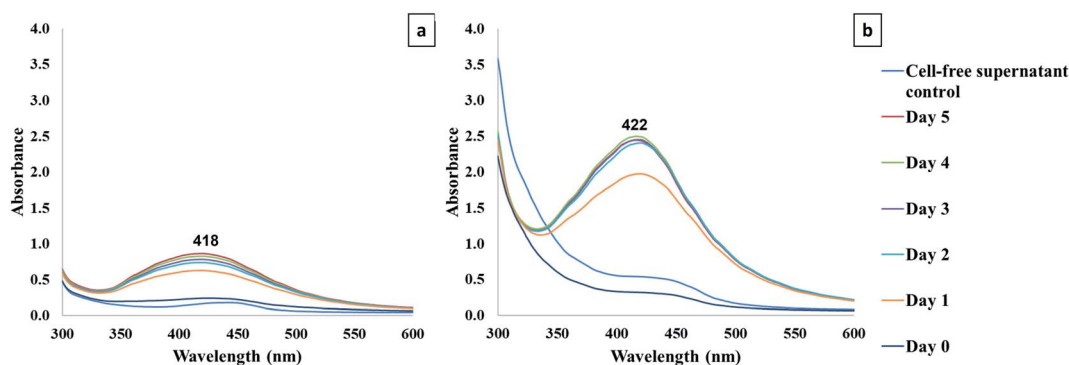 a
4.0
3.5
3.0
2.5
2.0
1.5
1.0
0.5
0.0
Absorbance
418
300 350 400 450 500 550 600
Wavelength (nm)
b
4.0
3.5
3.0
2.5
2.0
1.5
1.0
0.5
0.0
Absorbance
422
300 350 400 450 500 550 600
Wavelength (nm)
Cell-free supernatant
control
Day 5
Day 4
Day 3
Day 2
Day 1
Day 0